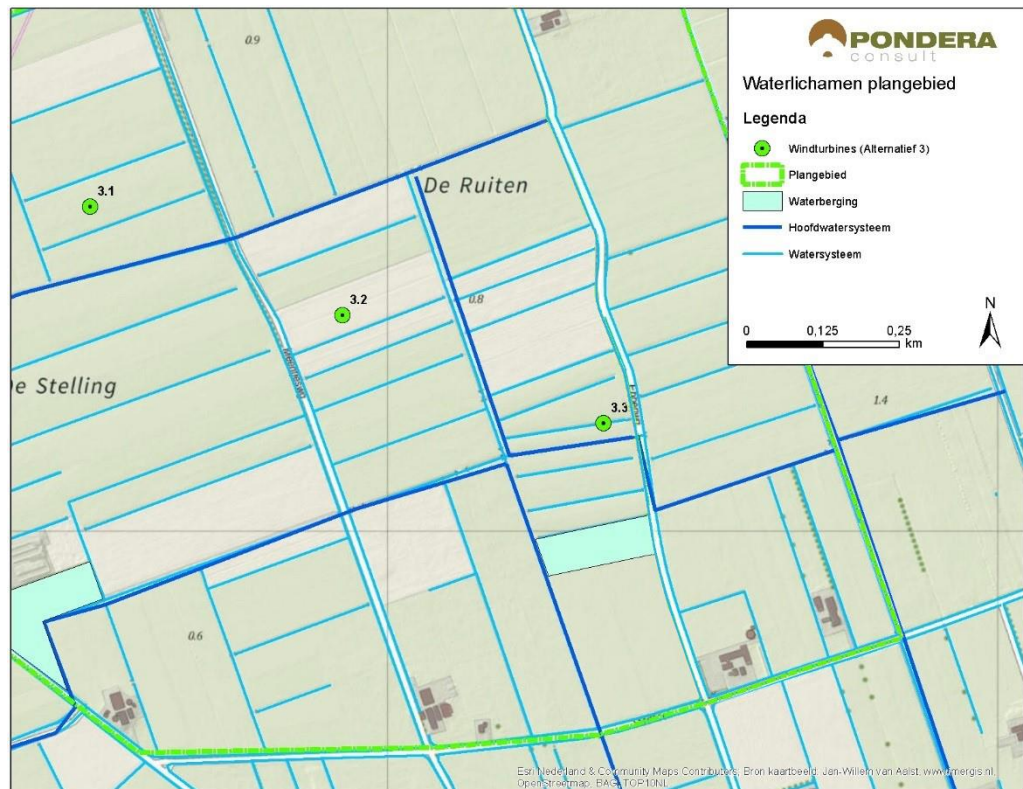 PONDERA
consult
Waterlichamen plangebied
Legenda
Windturbines (Alternatief 3)
Plangebied
Waterberging
Hoofdwatersysteem
Watersysteem
N
0 0,125 0,25
km
0.9
3.1
De Ruiten
3.2
0.8
De Stelling
3.3
1.4
0.6
Esri Nederland & Community Maps Contributors; Bron kaartbeeld: Jan-Willem van Aalst, www.imergis.nl,
OpenStreetmap, BAG, TOP10NL